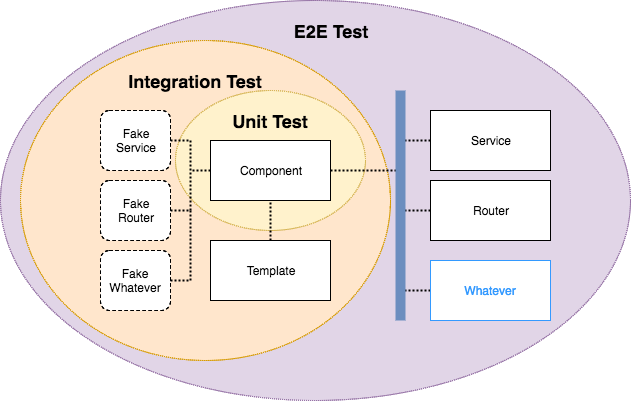 E2E Test
Integration Test
Unit Test
Fake
Service
Component
Service
Fake
Router
Router
Fake
Whatever
Template
Whatever